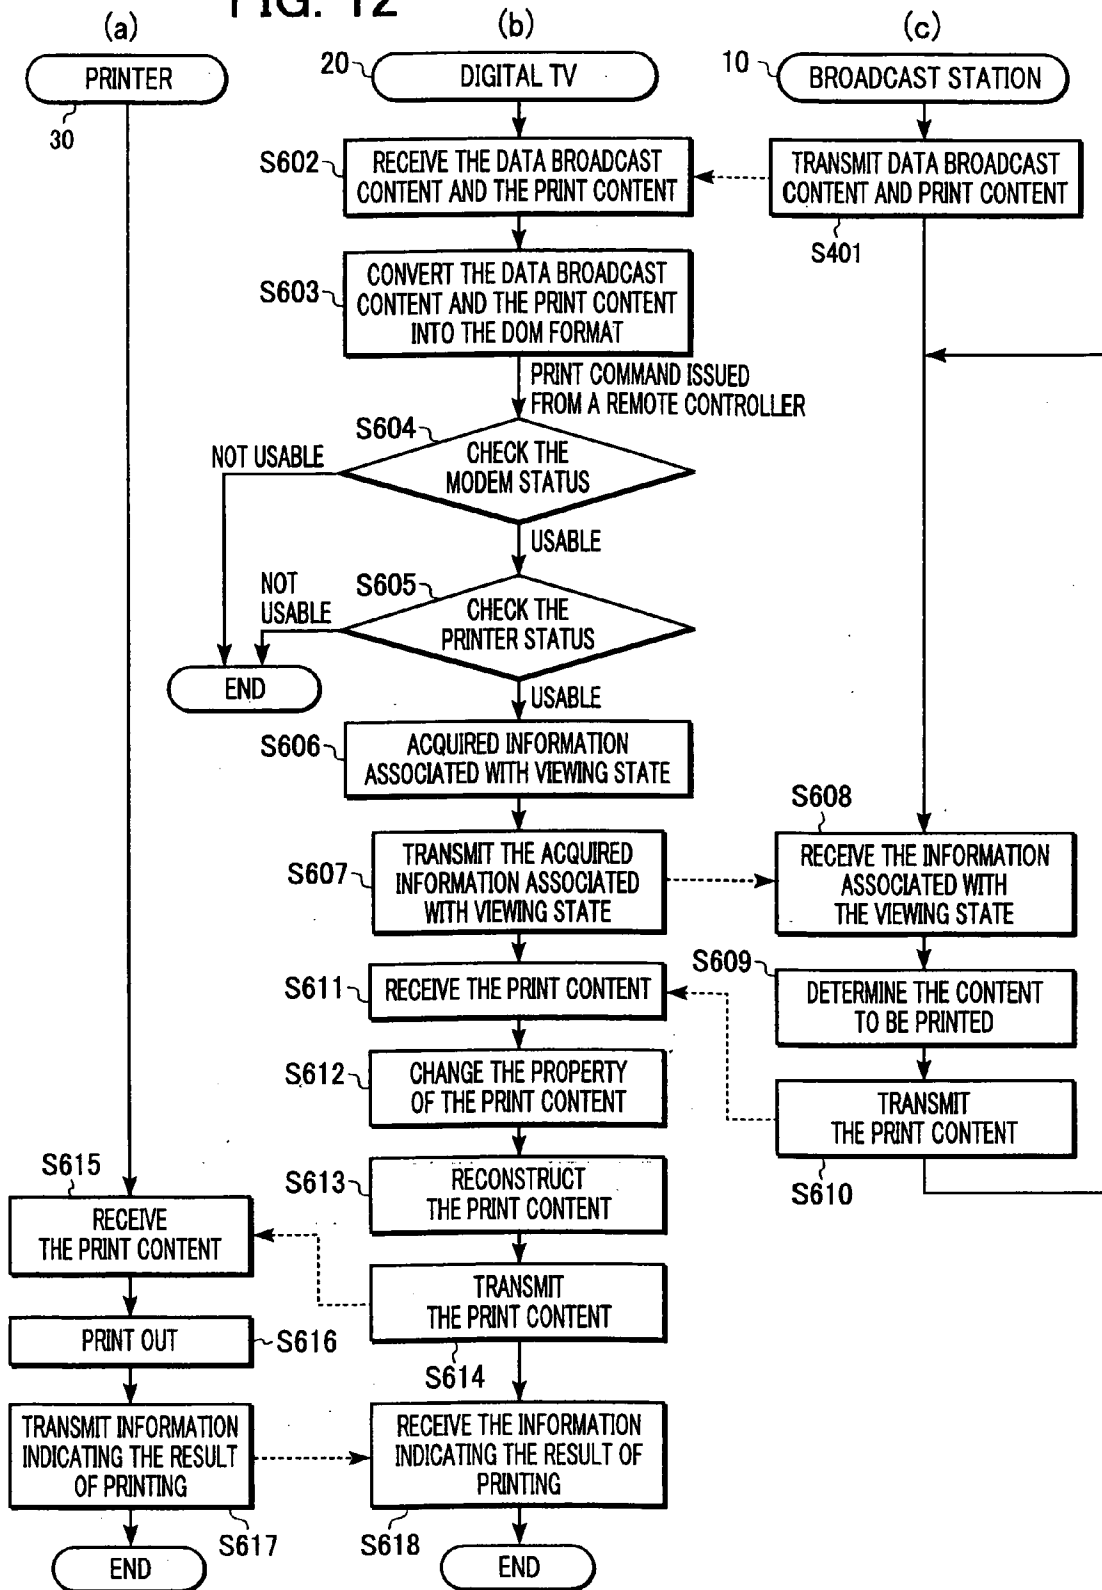 FIG. 12
(a)
(b)
(c)
PRINTER
30
20
DIGITAL TV
10
BROADCAST STATION
S602
RECEIVE THE DATA BROADCAST
CONTENT AND THE PRINT CONTENT
TRANSMIT DATA BROADCAST
CONTENT AND PRINT CONTENT
S401
S603
CONVERT THE DATA BROADCAST
CONTENT AND THE PRINT CONTENT
INTO THE DOM FORMAT
PRINT COMMAND ISSUED
FROM A REMOTE CONTROLLER
S604
CHECK THE
MODEM STATUS
NOT USABLE
USABLE
S605
CHECK THE
PRINTER STATUS
NOT
USABLE
END
USABLE
S606
ACQUIRED INFORMATION
ASSOCIATED WITH VIEWING STATE
S607
TRANSMIT THE ACQUIRED
INFORMATION ASSOCIATED
WITH VIEWING STATE
S608
RECEIVE THE INFORMATION
ASSOCIATED WITH
THE VIEWING STATE
S609
DETERMINE THE CONTENT
TO BE PRINTED
S611
RECEIVE THE PRINT CONTENT
S612
CHANGE THE PROPERTY
OF THE PRINT CONTENT
TRANSMIT
THE PRINT CONTENT
S610
S613
RECONSTRUCT
THE PRINT CONTENT
S615
RECEIVE
THE PRINT CONTENT
TRANSMIT
THE PRINT CONTENT
S614
PRINT OUT
S616
TRANSMIT INFORMATION
INDICATING THE RESULT
OF PRINTING
S617
RECEIVE THE INFORMATION
INDICATING THE RESULT OF
PRINTING
S618
END
END